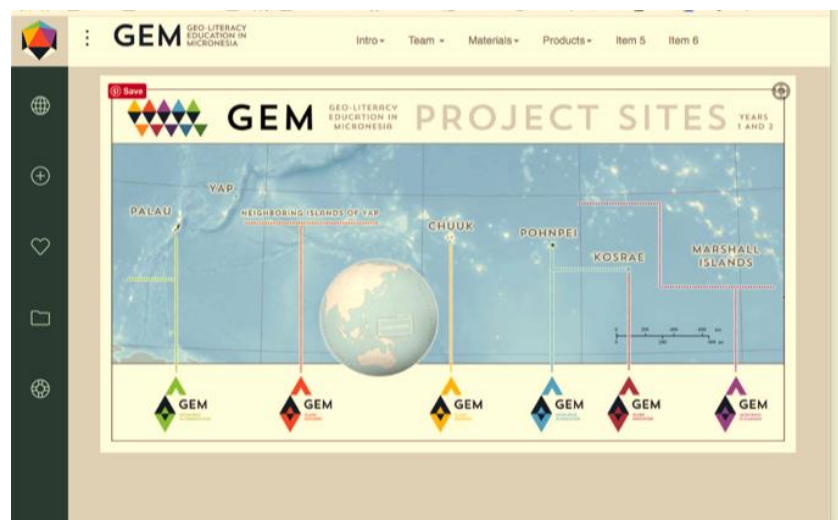 GEM GEO-LITERACY
EDUCATION IN
MICRONESIA
Intro Team Materials Products Item 5 Item 6
Save
GEM GEO-LITERACY
EDUCATION IN
MICRONESIA
PROJECT SITES
YEARS
1 AND 2
YAP
PALAU
NEIGHBORING ISLANDS OF YAP
CHUUK
POHNPEI
KOSRAE
MARSHALL
ISLANDS
GEM
GEM
GEM
GEM
GEM
GEM